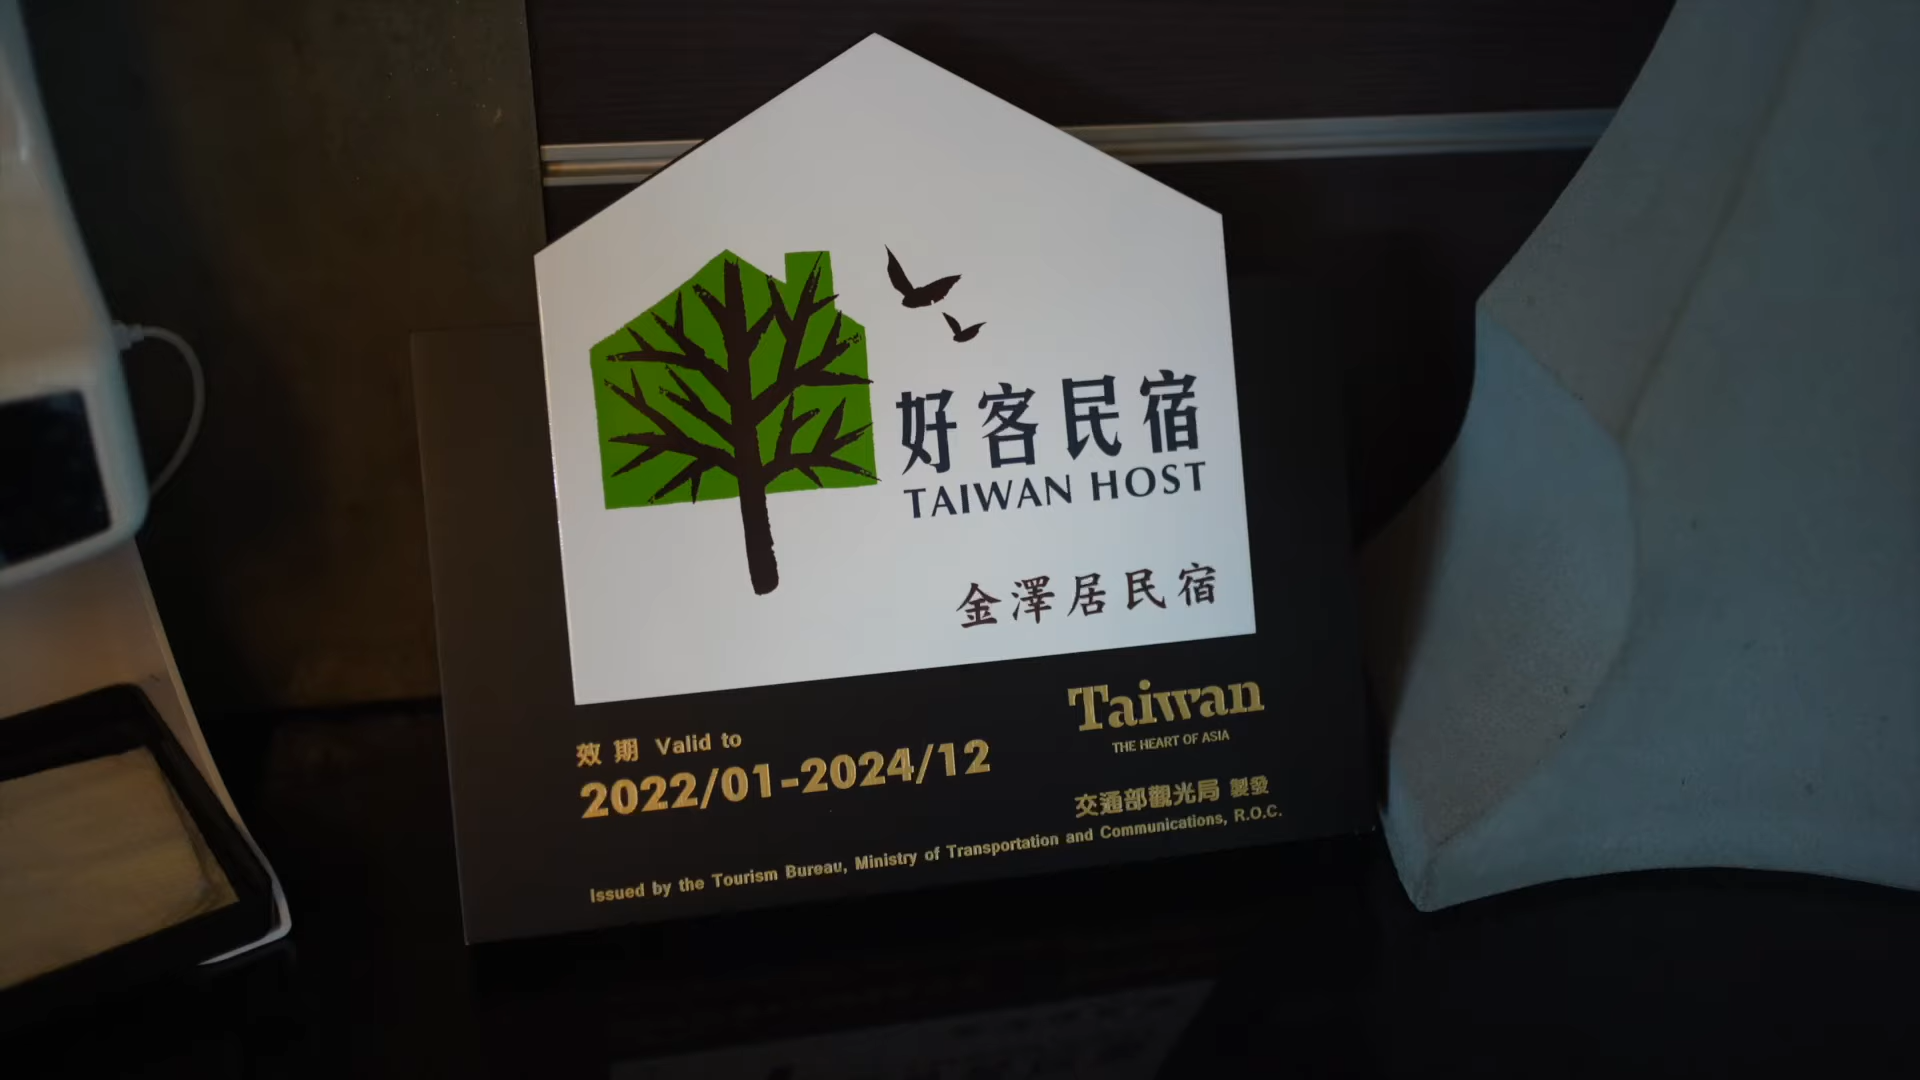 好客民宿
TAIWAN HOST
金澤居民宿
效期 Valid to
2022/01-2024/12
Taiwan
THE HEART OF ASIA
交通部觀光局 製發
Issued by the Tourism Bureau, Ministry of Transportation and Communications, R.O.C.